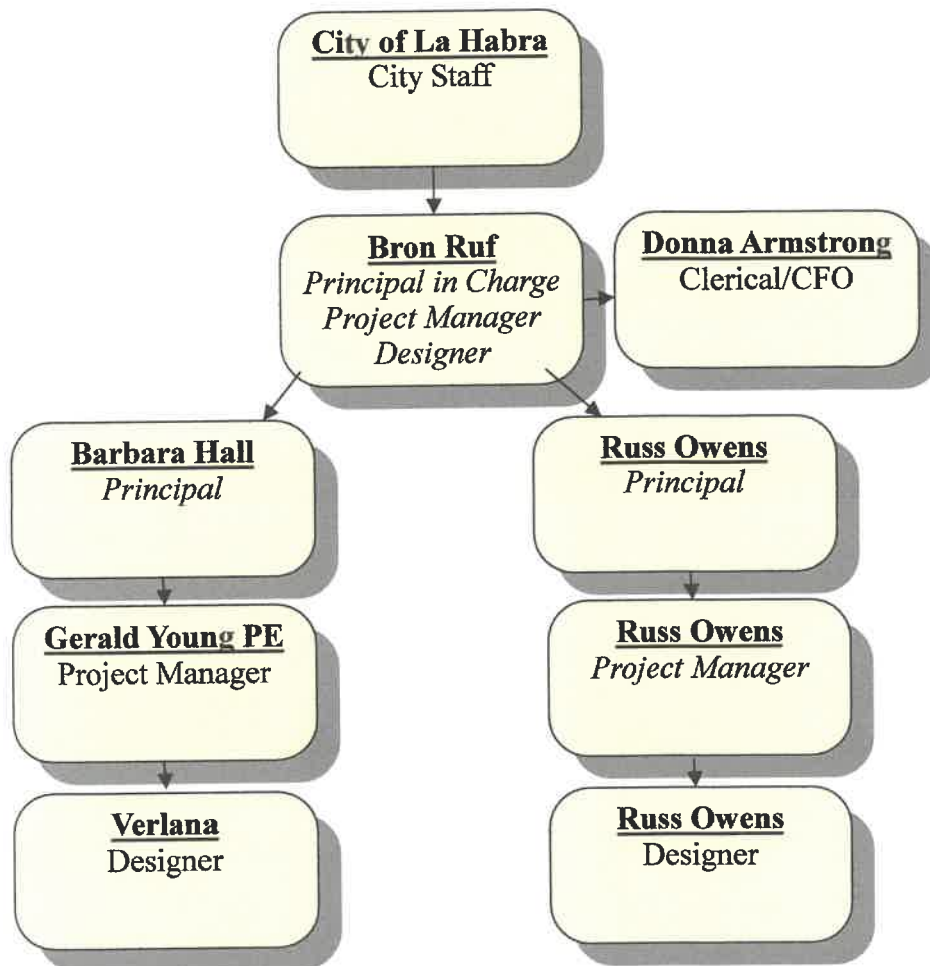 City of La Habra
City Staff
Bron Ruf
Principal in Charge
Project Manager
Designer
Donna Armstrong
Clerical/CFO
Barbara Hall
Principal
Russ Owens
Principal
Gerald Young PE
Project Manager
Russ Owens
Project Manager
Verlana
Designer
Russ Owens
Designer